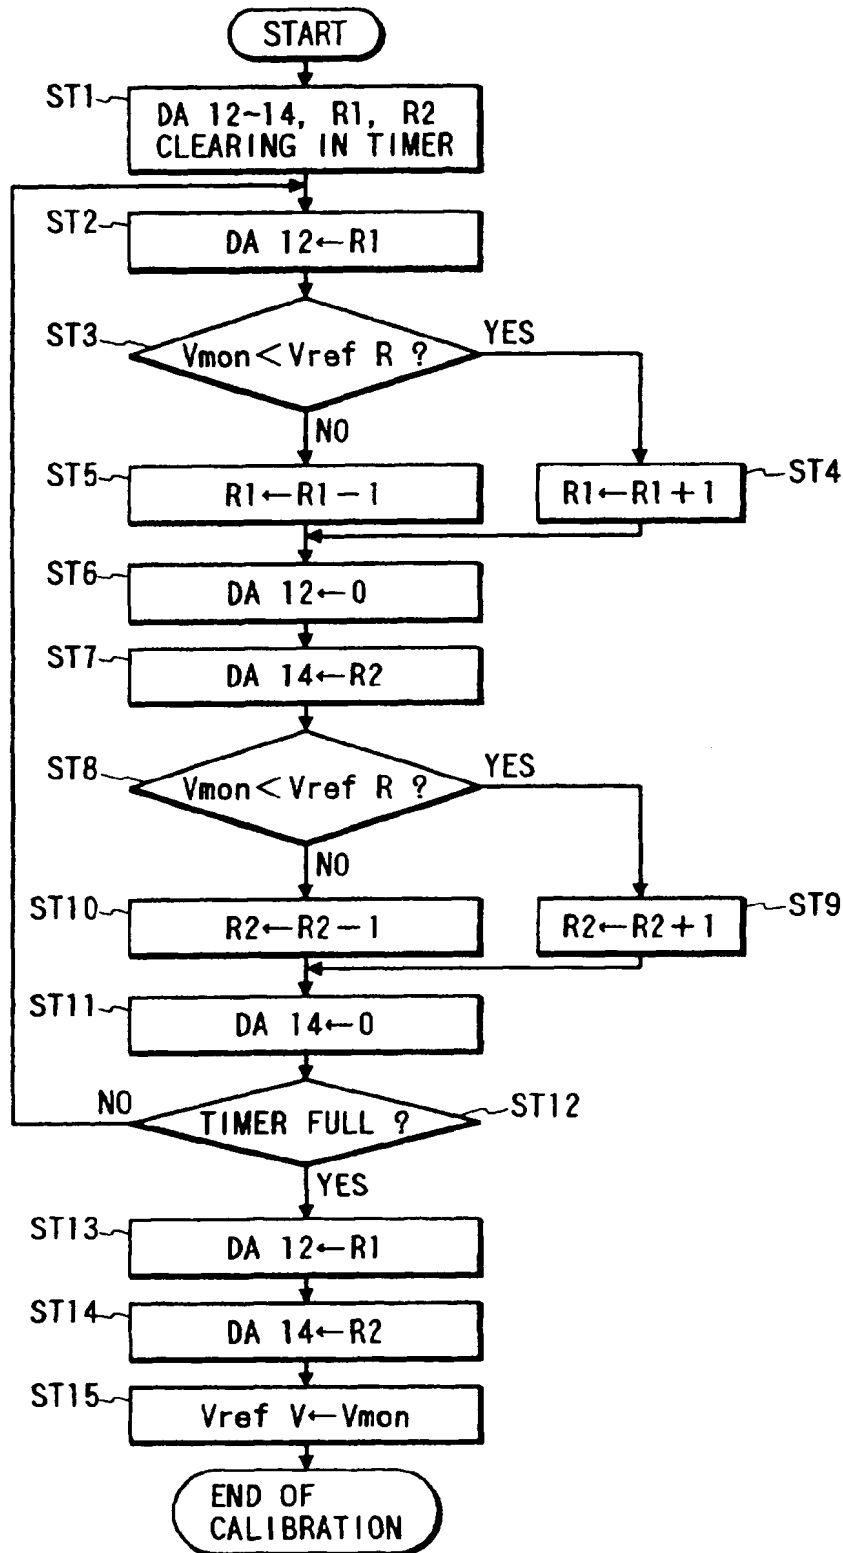 START
ST1
DA 12~14, R1, R2
CLEARING IN TIMER
ST2
DA 12←R1
ST3
Vmon<Vref R ?
YES
NO
ST5
R1←R1-1
R1←R1+1
ST4
ST6
DA 12←0
ST7
DA 14←R2
ST8
Vmon<Vref R ?
YES
NO
ST10
R2←R2-1
R2←R2+1
ST9
ST11
DA 14←0
NO
TIMER FULL ?
ST12
YES
ST13
DA 12←R1
ST14
DA 14←R2
ST15
Vref V←Vmon
END OF
CALIBRATION